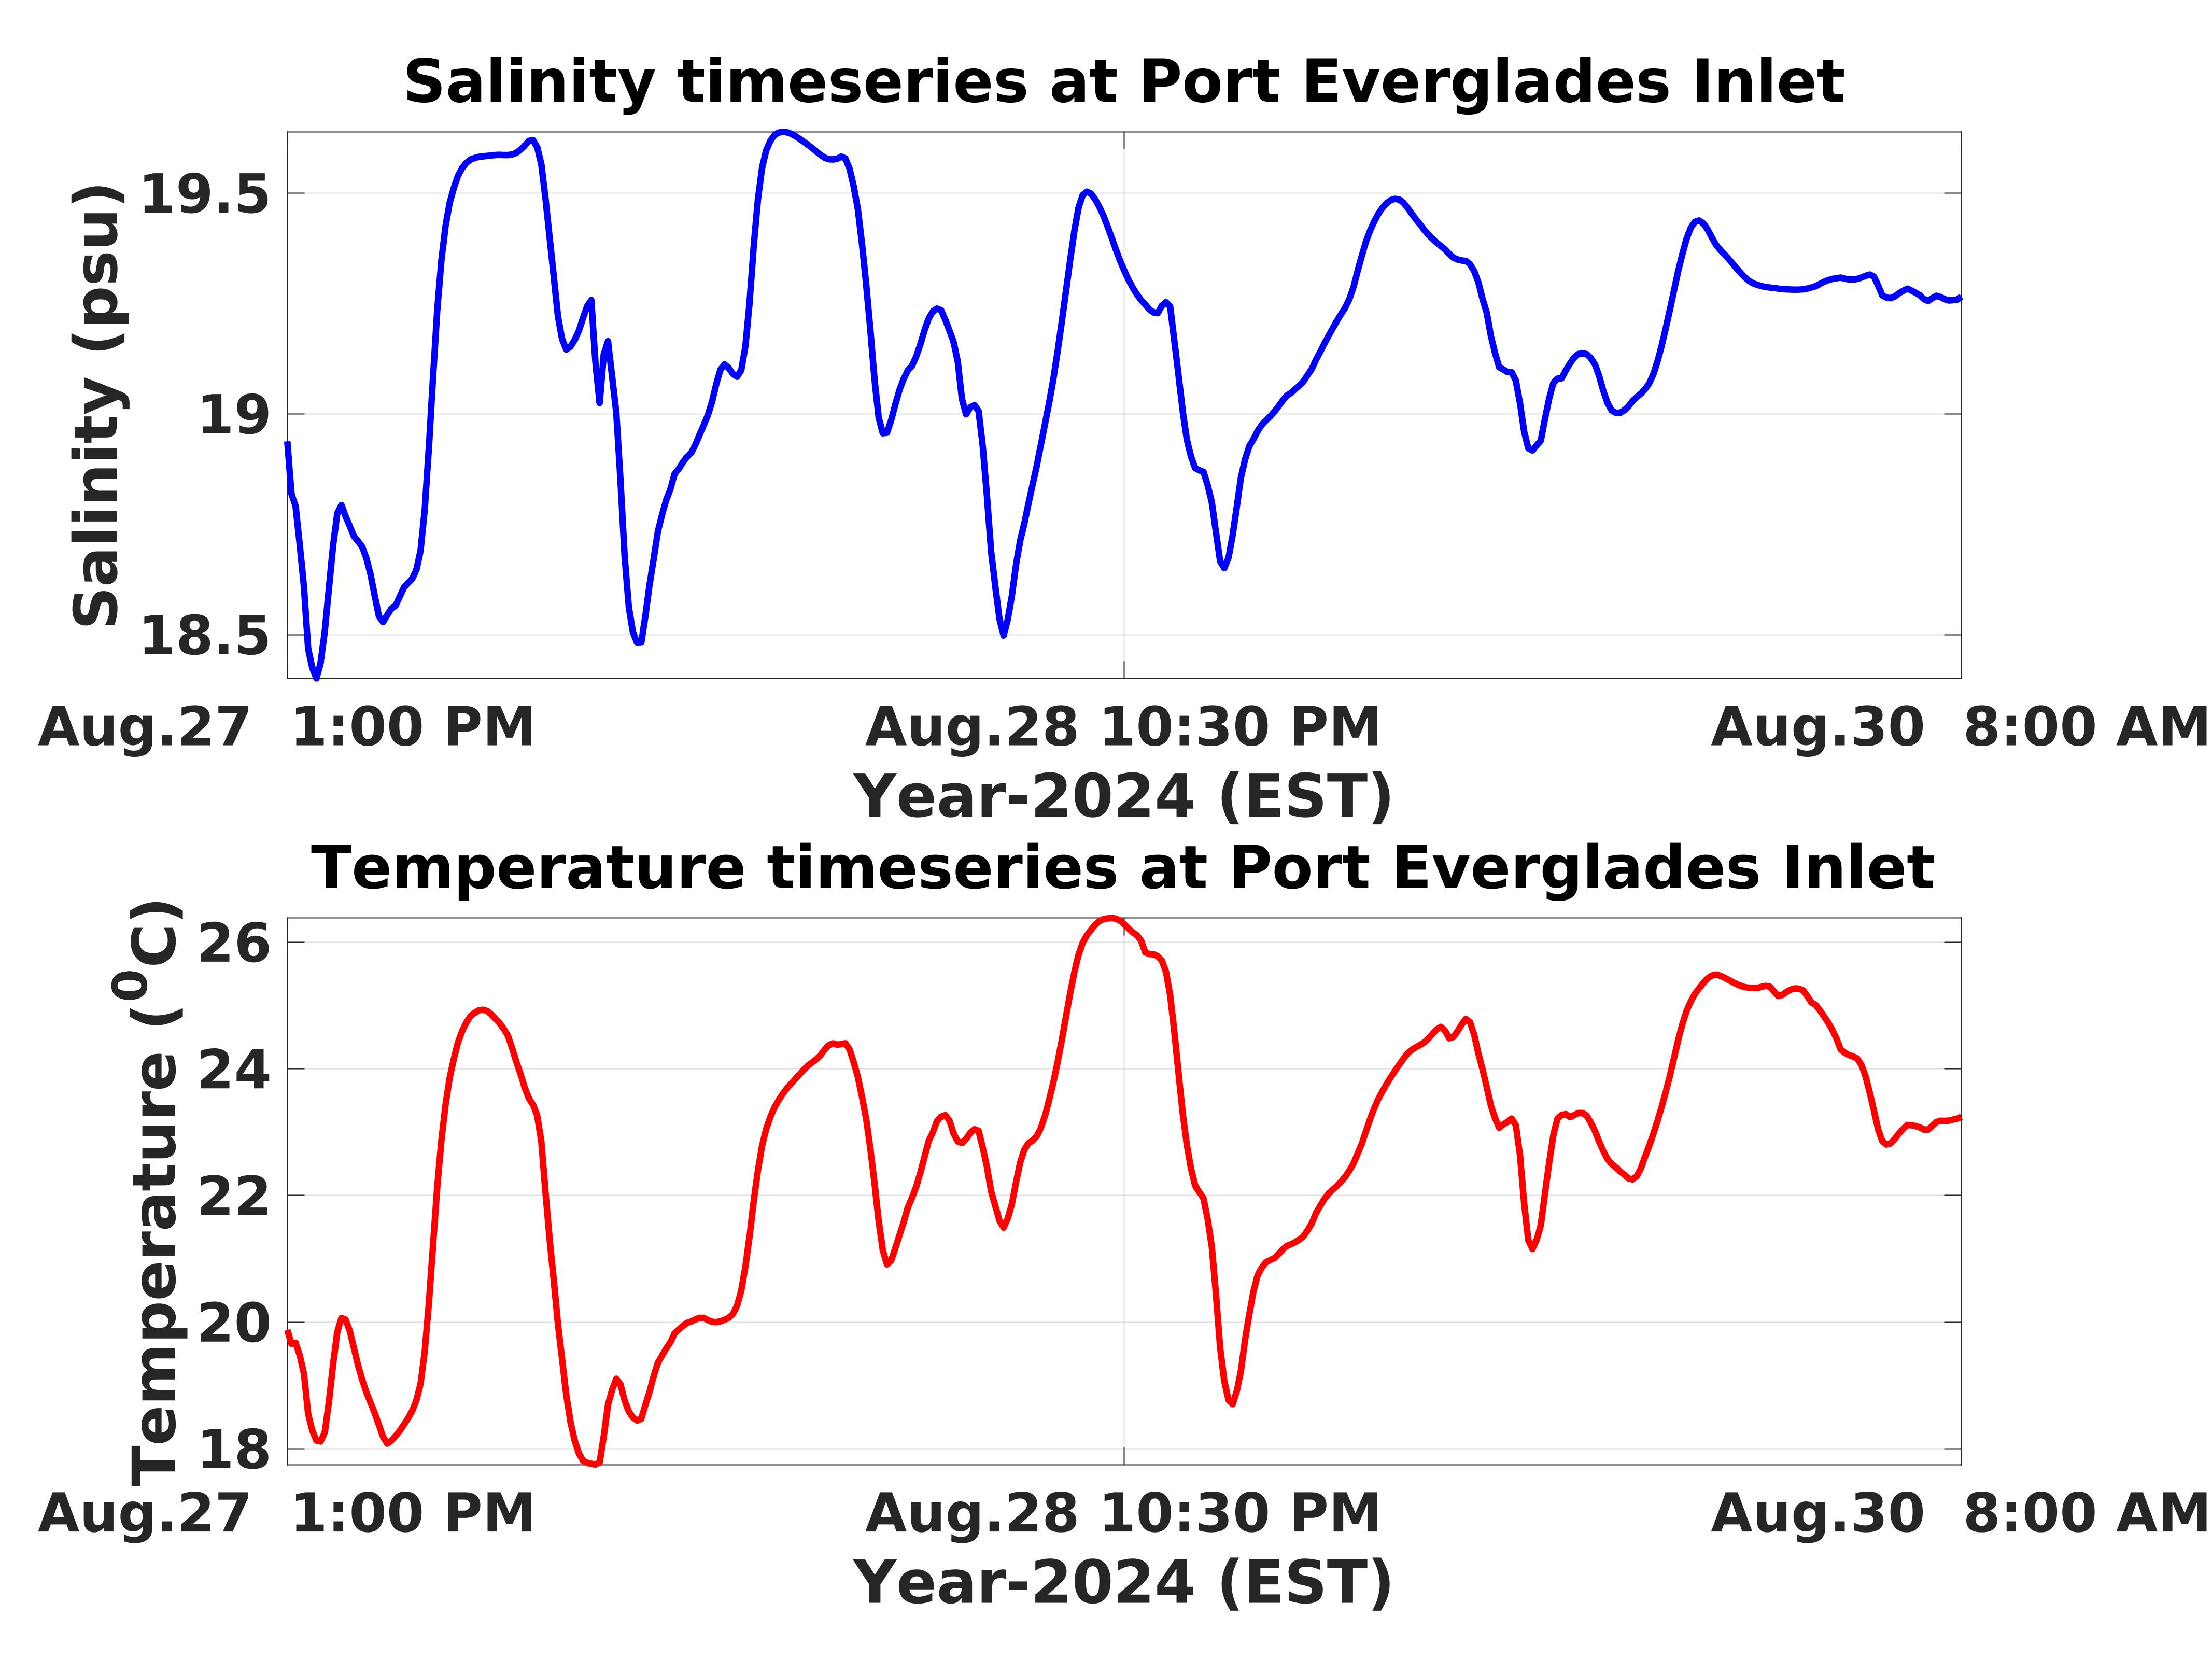 Salinity timeseries at Port Everglades Inlet
Salinity (psu)
19.5
19
18.5
Aug.27 1:00 PM Aug.28 10:30 PM Aug.30 8:00 AM
Year-2024 (EST)
Temperature timeseries at Port Everglades Inlet
Temperature (⁰C)
26
24
22
20
18
Aug.27 1:00 PM Aug.28 10:30 PM Aug.30 8:00 AM
Year-2024 (EST)